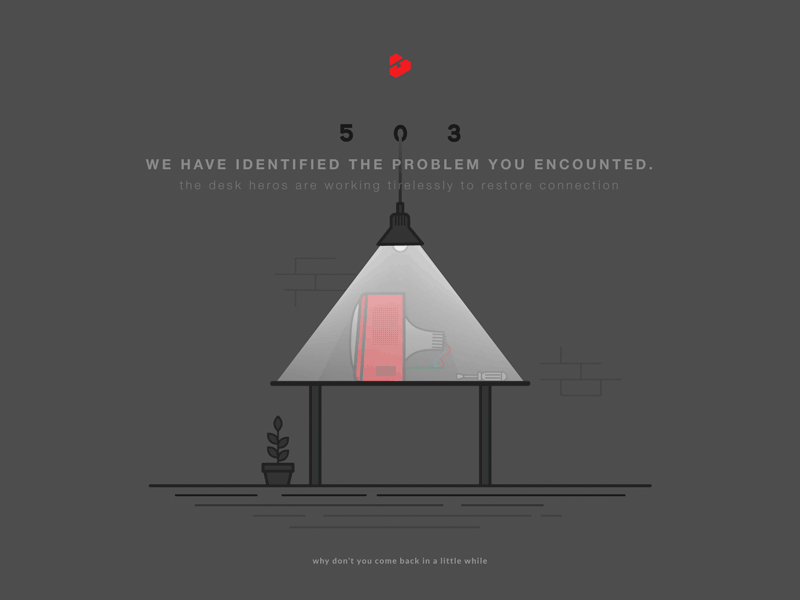 5 0 3
WE HAVE IDENTIFIED THE PROBLEM YOU ENCOUNTED.
the desk heros are working tirelessly to restore connection
why don't you come back in a little while